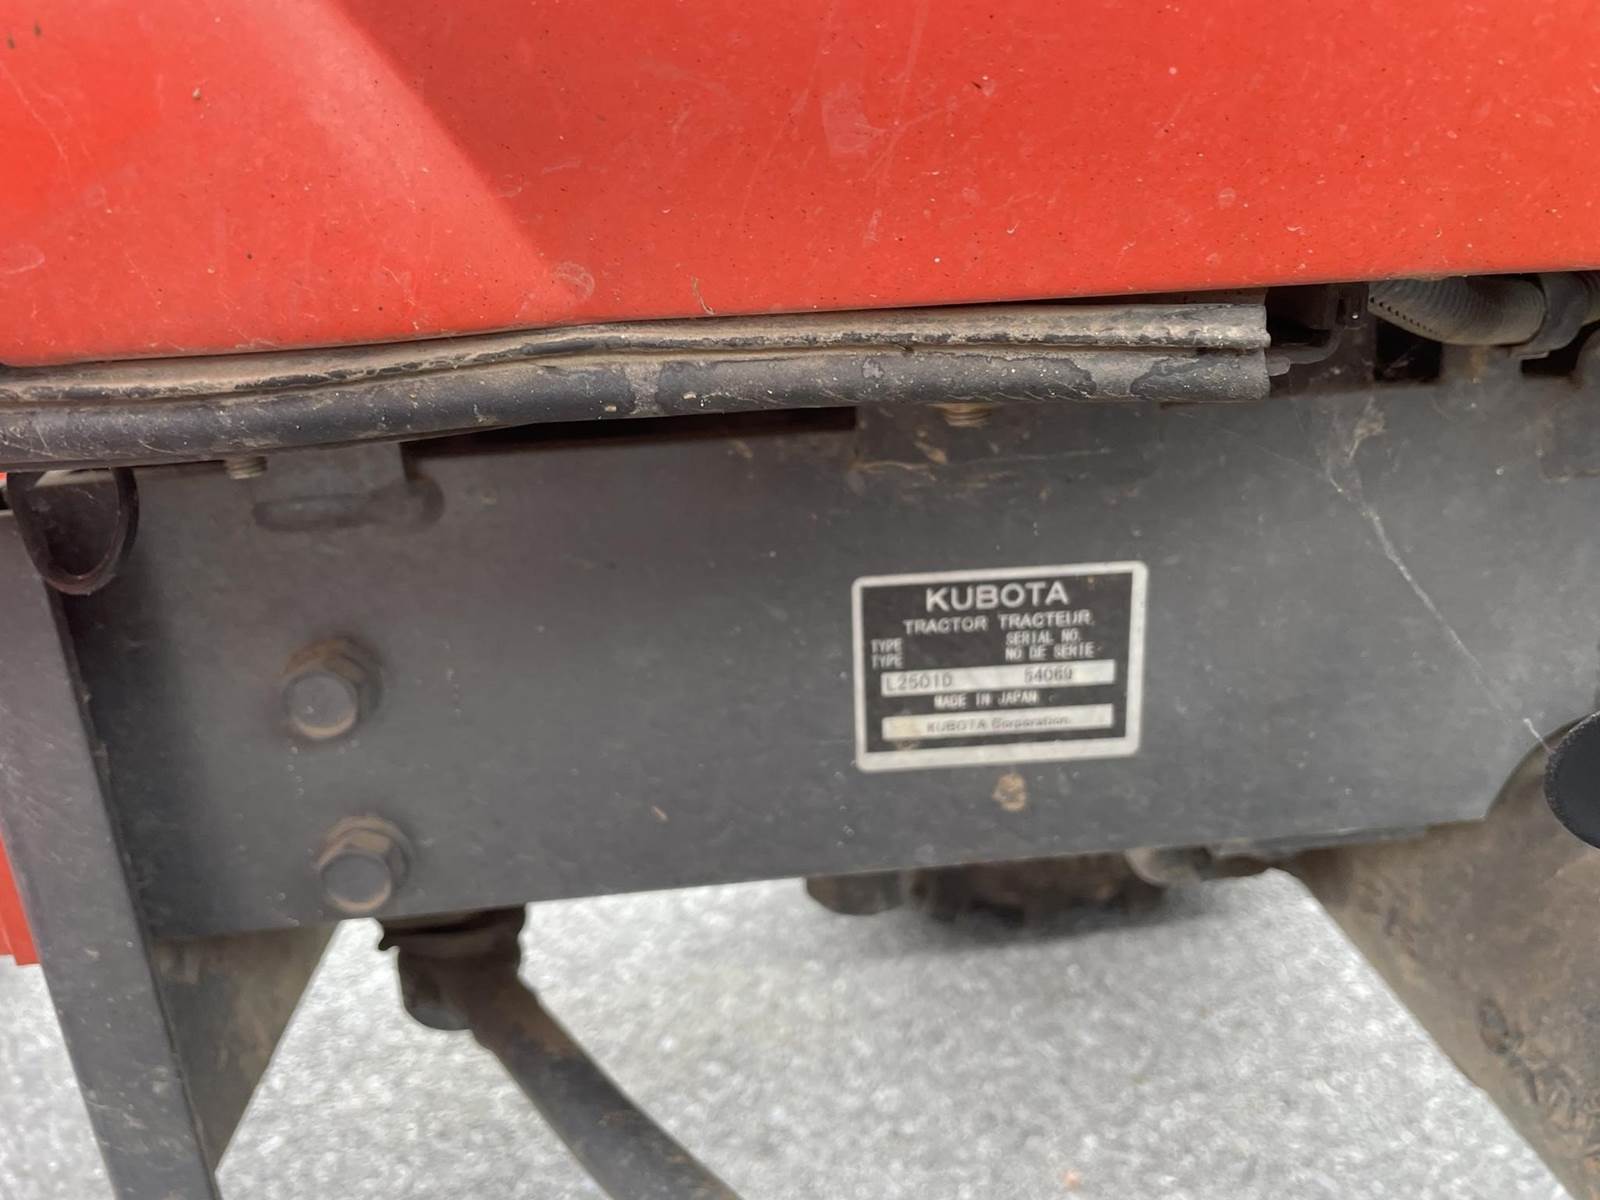 KUBOTA
TRACTOR TRACTEUR
TYPE SERIAL NO.
TYPE NO DE SERIE
L2501D 54069
MADE IN JAPAN
KUBOTA Corporation.